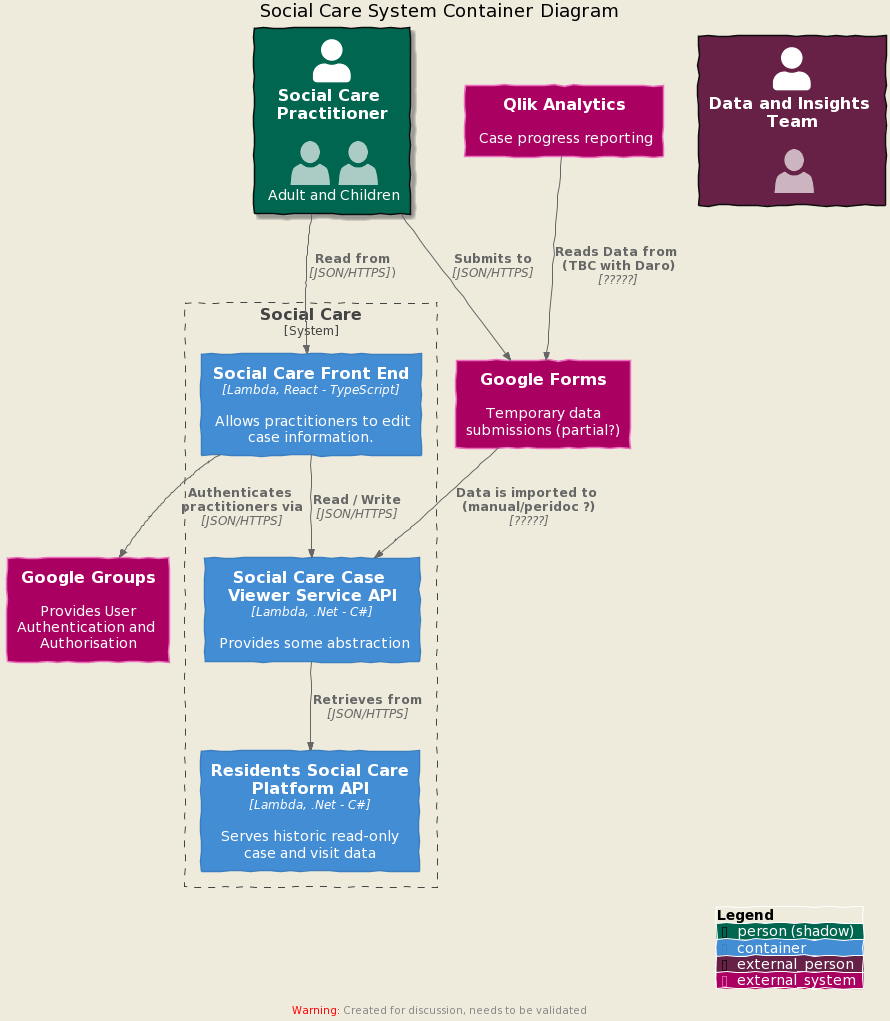 Social Care System Container Diagram
Social Care
Practitioner
Adult and Children
Qlik Analytics
Case progress reporting
Data and Insights
Team
Read from
[JSON/HTTPS])
Submits to
[JSON/HTTPS]
Reads Data from
(TBC with Daro)
[?????]
Social Care
[System]
Social Care Front End
[Lambda, React - TypeScript]
Allows practitioners to edit
case information.
Google Forms
Temporary data
submissions (partial?)
Authenticates
practitioners via
[JSON/HTTPS]
Read / Write
[JSON/HTTPS]
Data is imported to
(manual/peridoc ?)
[?????]
Google Groups
Provides User
Authentication and
Authorisation
Social Care Case
Viewer Service API
[Lambda, .Net - C#]
Provides some abstraction
Retrieves from
[JSON/HTTPS]
Residents Social Care
Platform API
[Lambda, .Net - C#]
Serves historic read-only
case and visit data
Legend
person (shadow)
container
external_person
external_system
Warning: Created for discussion, needs to be validated